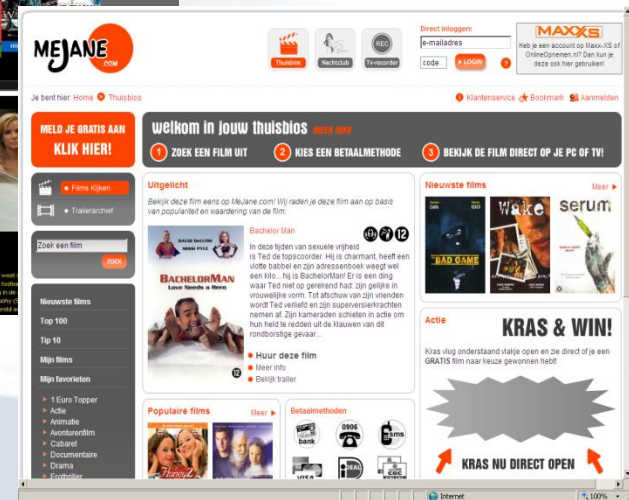 MEJANE
.COM
Thuisbios
Nachtclub
REC
Tv-recorder
Direct inloggen:
e-mailadres
code
LOGIN
?
MAXXS
Heb je een account op Maxx-XS of
OnlineOpnemen.nl? Dan kun je
deze ook hier gebruiken!
Je bent hier: Home Thuisbios
Klantenservice Bookmark Aanmelden
MELD JE GRATIS AAN
KLIK HIER!
welkom in jouw thuisbios MEER INFO
1 ZOEK EEN FILM UIT 2 KIES EEN BETAALMETHODE 3 BEKIJK DE FILM DIRECT OP JE PC OF TV!
Films Kijken
Trailerarchief
Zoek een film
ZOEK
Nieuwste films
Top 100
Tip 10
Mijn films
Mijn favorieten
1 Euro Topper
Actie
Animatie
Avonturenfilm
Cabaret
Documentaire
Drama
Uitgelicht
Bekijk deze film eens op MeJane.com! Wij raden je deze film aan op basis
van populariteit en waardering van de film:
DAVID DELUISE
MISSI PYLE
BACHELORMAN
Love Needs a Hero
12
Bachelor Man
12
In deze tijden van sexuele vrijheid
is Ted de topscoorder. Hij is charmant, heeft een
vlotte babbel en zijn adressenboek weegt wel
een kilo... hij is BachelorMan! Er is een ding
waar Ted niet op gerekend had: zijn gelijke in
vrouwelijke vorm. Tot afschuw van zijn vrienden
wordt Ted verliefd en zijn superversierkrachten
nemen af. Zijn kameraden schieten in actie om
hun held te redden uit de klauwen van dit
rondborstige gevaar...
Huur deze film
Meer info
Bekijk trailer
Populaire films Meer
Honey 2
Betaalmethoden
film
bank
0906
sms
VISA
iDEAL
Nieuwste films Meer
BAD GAME
Wake
serum
Actie
KRAS & WIN!
Kras vlug onderstaand vlakje open en zie direct of je een
GRATIS film naar keuze gewonnen hebt!
KRAS NU DIRECT OPEN
Internet
100%